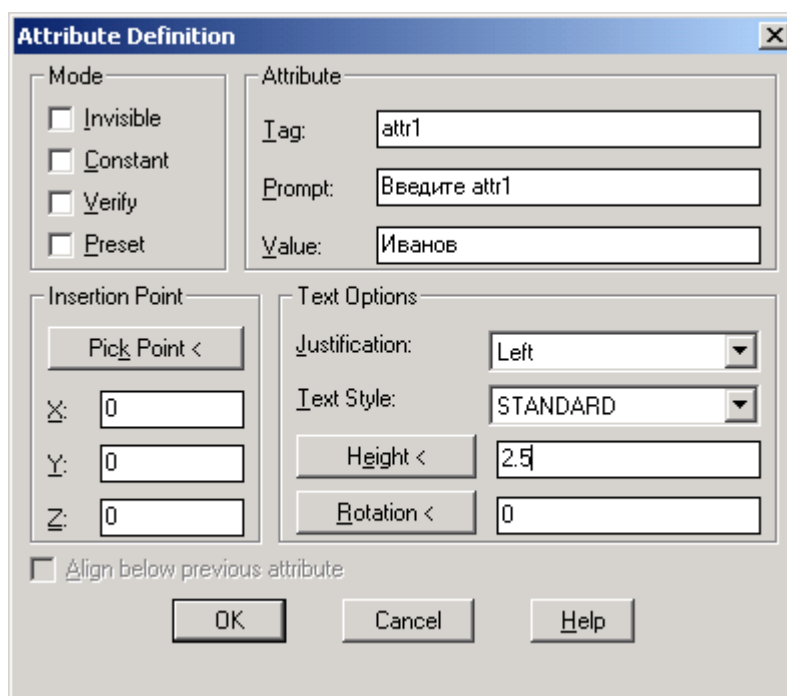 Attribute Definition
Mode
Invisible
Constant
Verify
Preset
Attribute
Tag: attr1
Prompt: Введите attr1
Value: Иванов
Insertion Point
Pick Point <
X: 0
Y: 0
Z: 0
Text Options
Justification: Left
Text Style: STANDARD
Height < 2.5
Rotation < 0
Align below previous attribute
OK Cancel Help